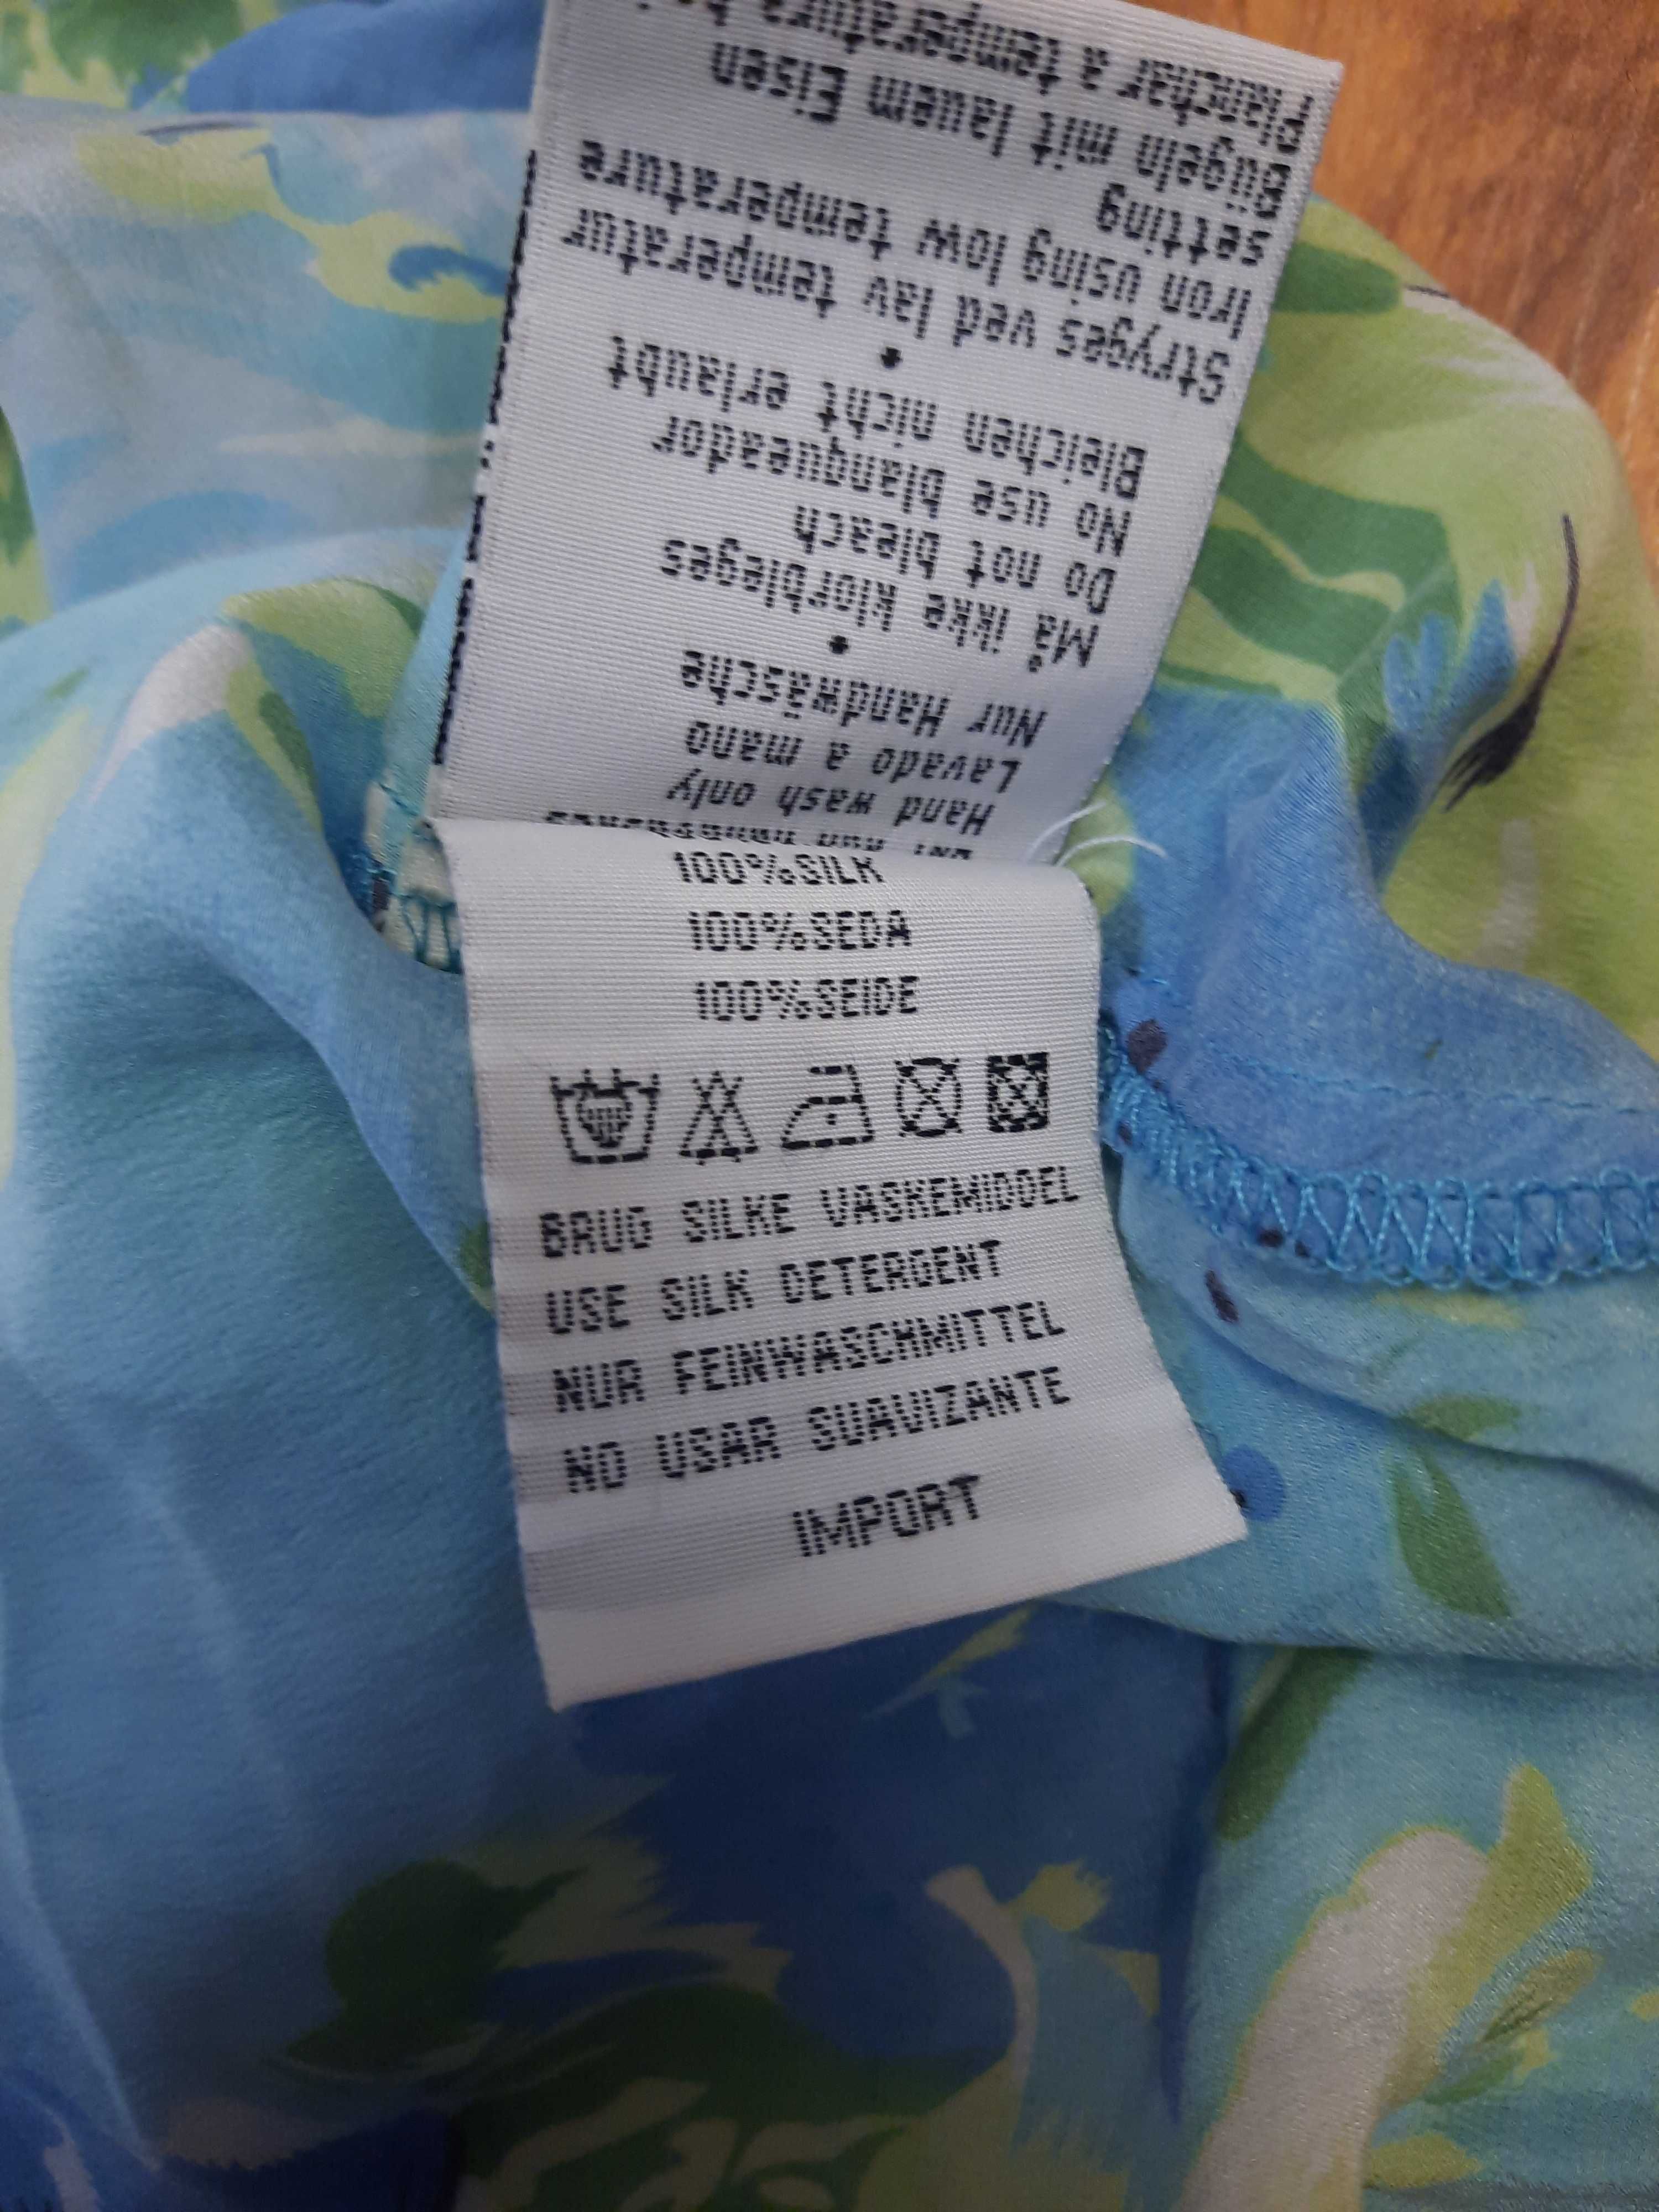 100%SILK
100%SEDA
100%SEIDE
BRUG SILKE VASKEMIDDEL
USE SILK DETERGENT
NUR FEINWASCHMITTEL
NO USAR SUAVIZANTE
IMPORT
Hand wash only
Lavado a mano
Nur Handwäsche
•
Må ikke klorbleges
Do not bleach
No use blanqueador
Bleichen nicht erlaubt
•
Stryges ved lav temperatur
Iron using low temperature
setting
Bügeln mit lauem Eisen
Planchar a temperatura